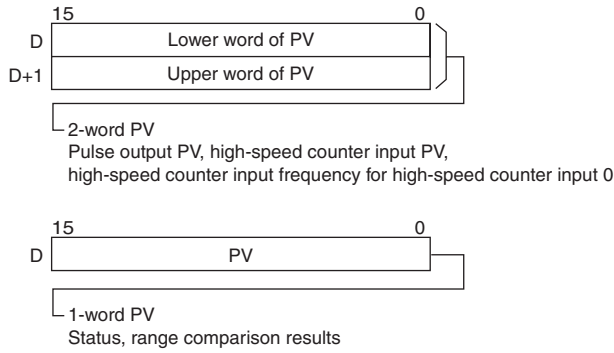 15 0
D Lower word of PV
D+1 Upper word of PV
2-word PV
Pulse output PV, high-speed counter input PV,
high-speed counter input frequency for high-speed counter input 0
15 0
D PV
1-word PV
Status, range comparison results